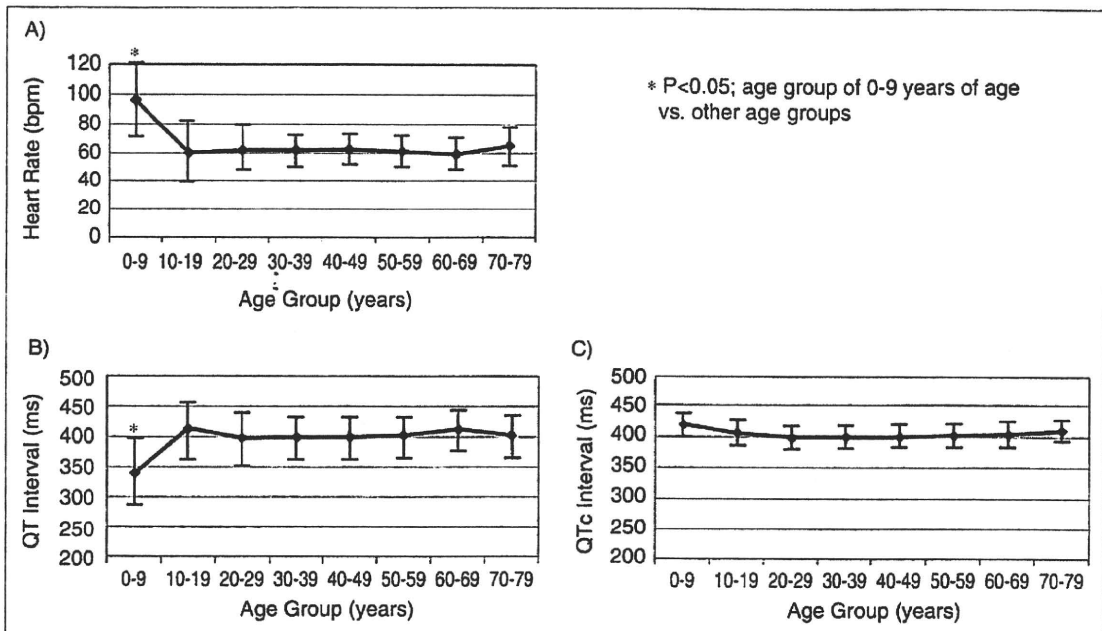 A)
*
120
100
80
60
40
20
0
Heart Rate (bpm)
0-9 10-19 20-29 30-39 40-49 50-59 60-69 70-79
Age Group (years)
* P<0.05; age group of 0-9 years of age
vs. other age groups
B)
500
450
400
350
300
250
200
*
QT Interval (ms)
0-9 10-19 20-29 30-39 40-49 50-59 60-69 70-79
Age Group (years)
C)
500
450
400
350
300
250
200
QTc Interval (ms)
0-9 10-19 20-29 30-39 40-49 50-59 60-69 70-79
Age Group (years)